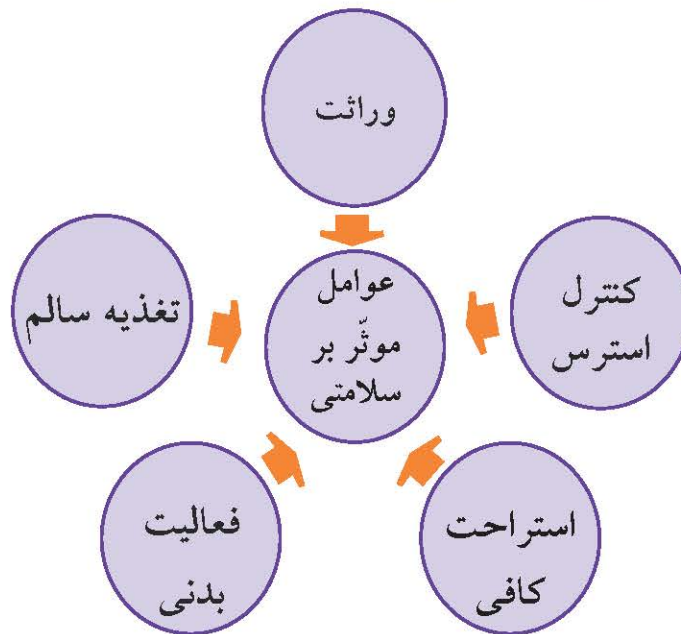 وراثت
کنترل
استرس
استراحت
کافی
فعالیت
بدنی
تغذیه سالم
عوامل
موثّر بر
سلامتی